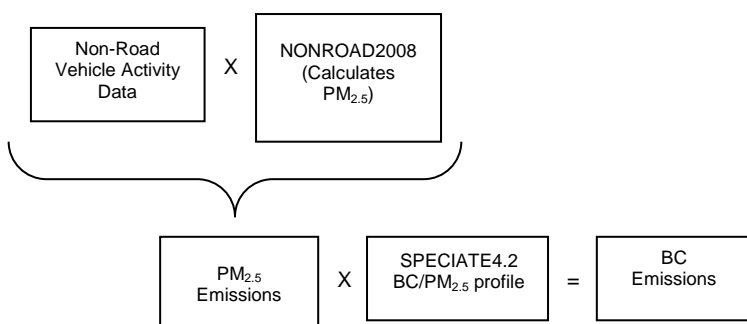 Non-Road
Vehicle Activity
Data
X
NONROAD2008
(Calculates
PM2.5)
PM2.5
Emissions
X
SPECIATE4.2
BC/PM2.5 profile
=
BC
Emissions